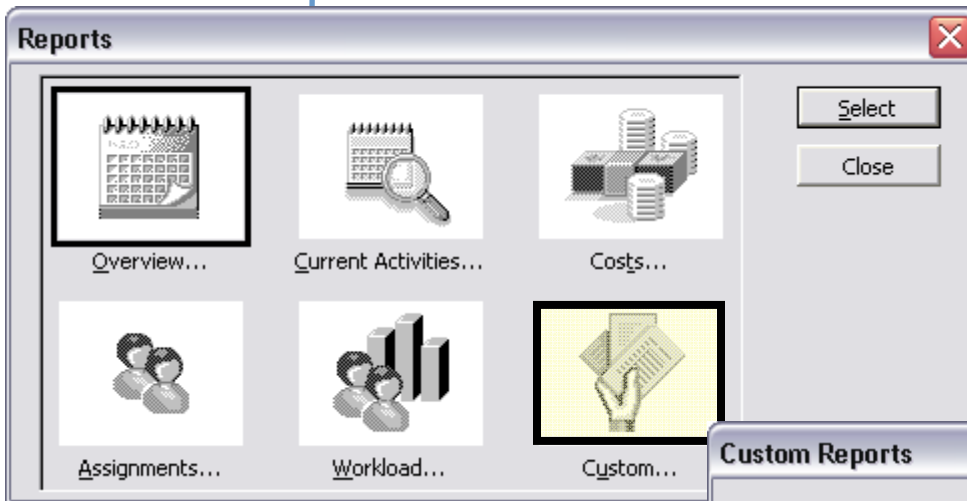 Reports
Select
Close
Overview...
Current Activities...
Costs...
Assignments...
Workload...
Custom...
Custom Reports